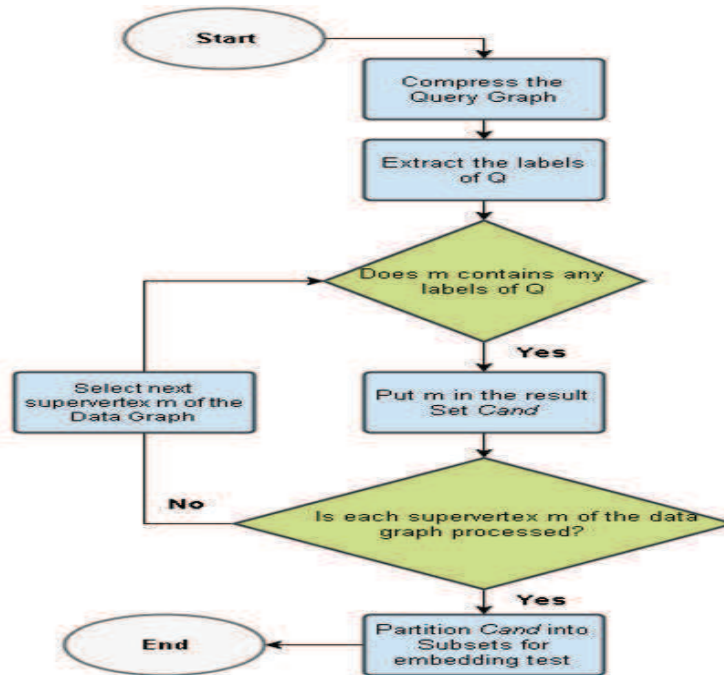 Start
Compress the
Query Graph
Extract the labels
of Q
Does m contains any
labels of Q
Yes
Select next
supervertex m of the
Data Graph
Put m in the result
Set Cand
No
Is each supervertex m of the data
graph processed?
Yes
Partition Cand into
Subsets for
embedding test
End